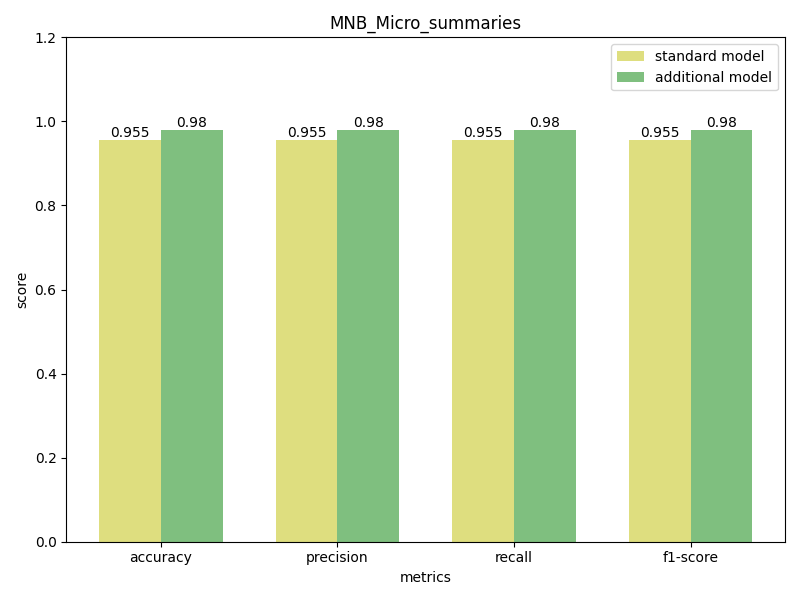 MNB_Micro_summaries
standard model
additional model
1.2
1.0
0.8
0.6
0.4
0.2
0.0
score
0.955 0.98 0.955 0.98 0.955 0.98 0.955 0.98
accuracy precision recall f1-score
metrics